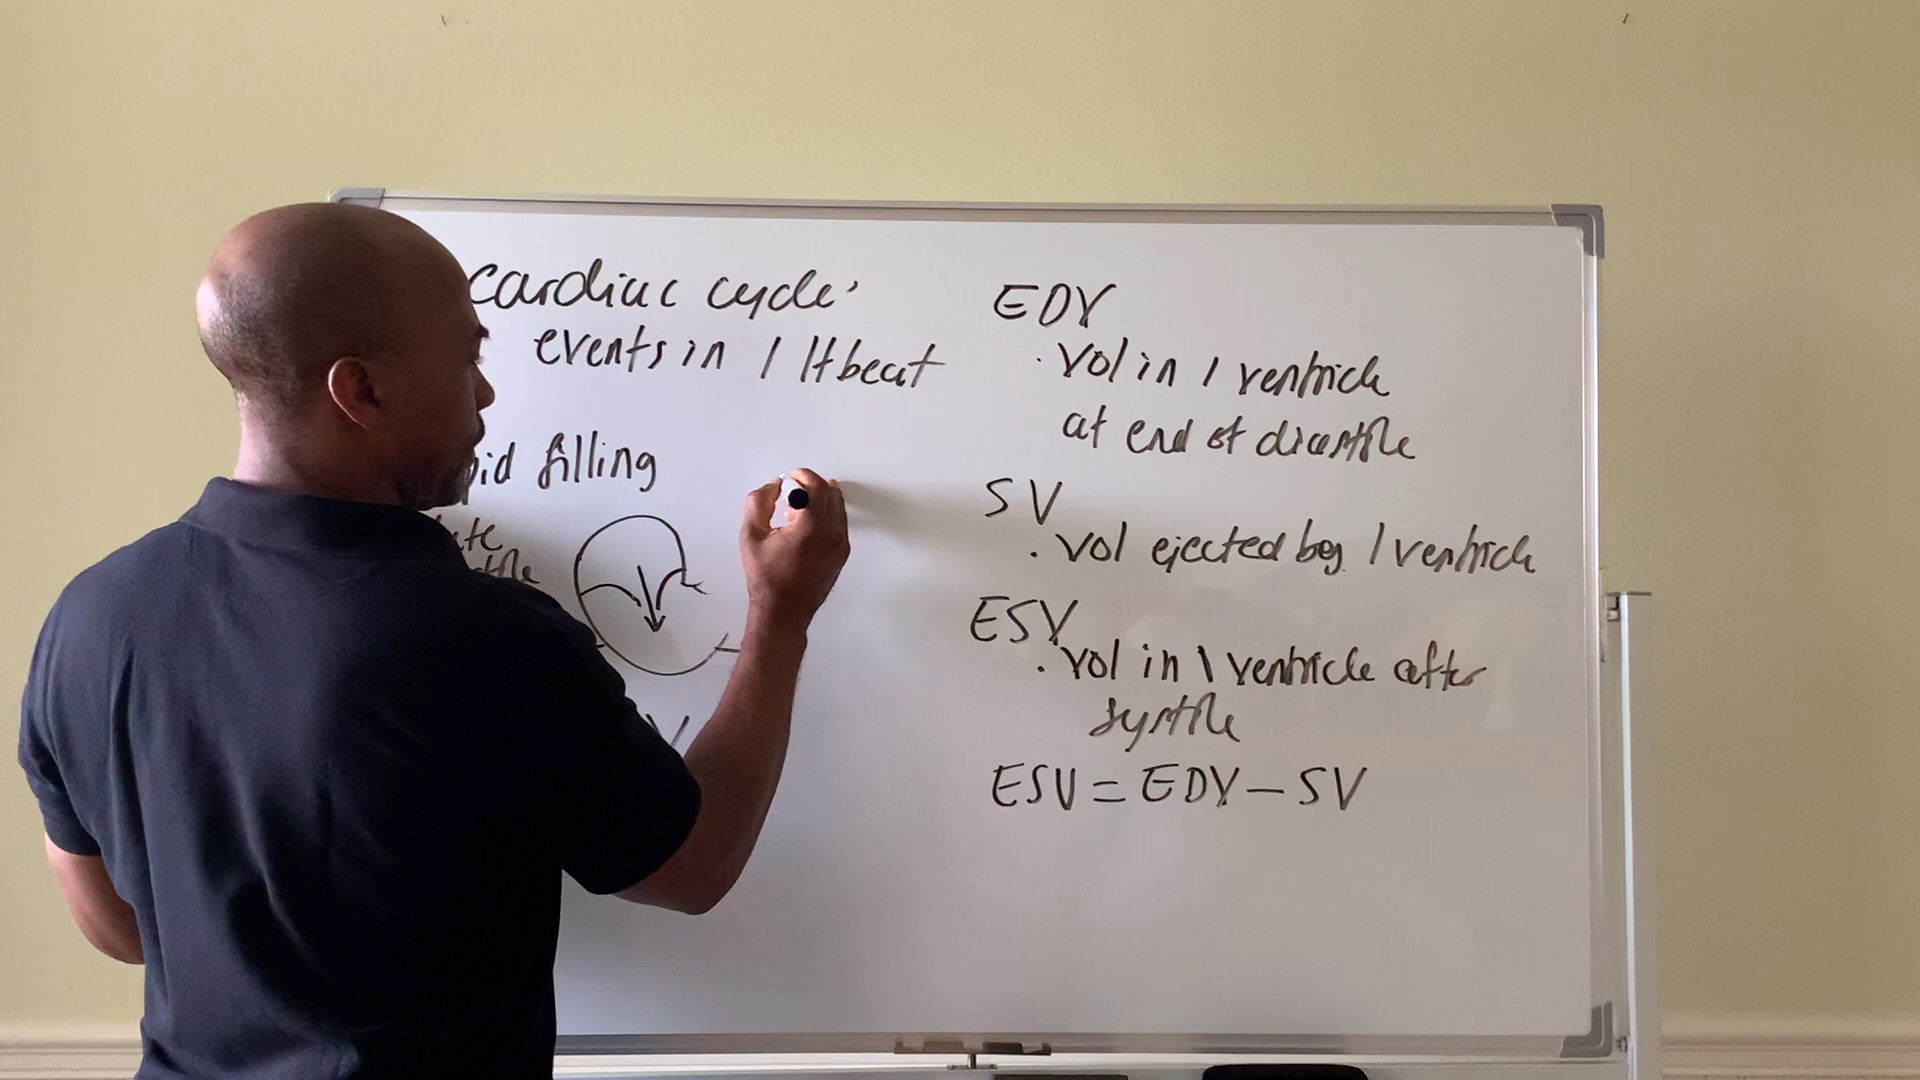 cardiac cycle:
events in 1 Htbeat
filling
EDV
· vol in 1 ventricle
at end of diastole
SV
. vol ejected by 1 ventricle
ESV
. vol in 1 ventricle after
systole
ESV = EDV - SV